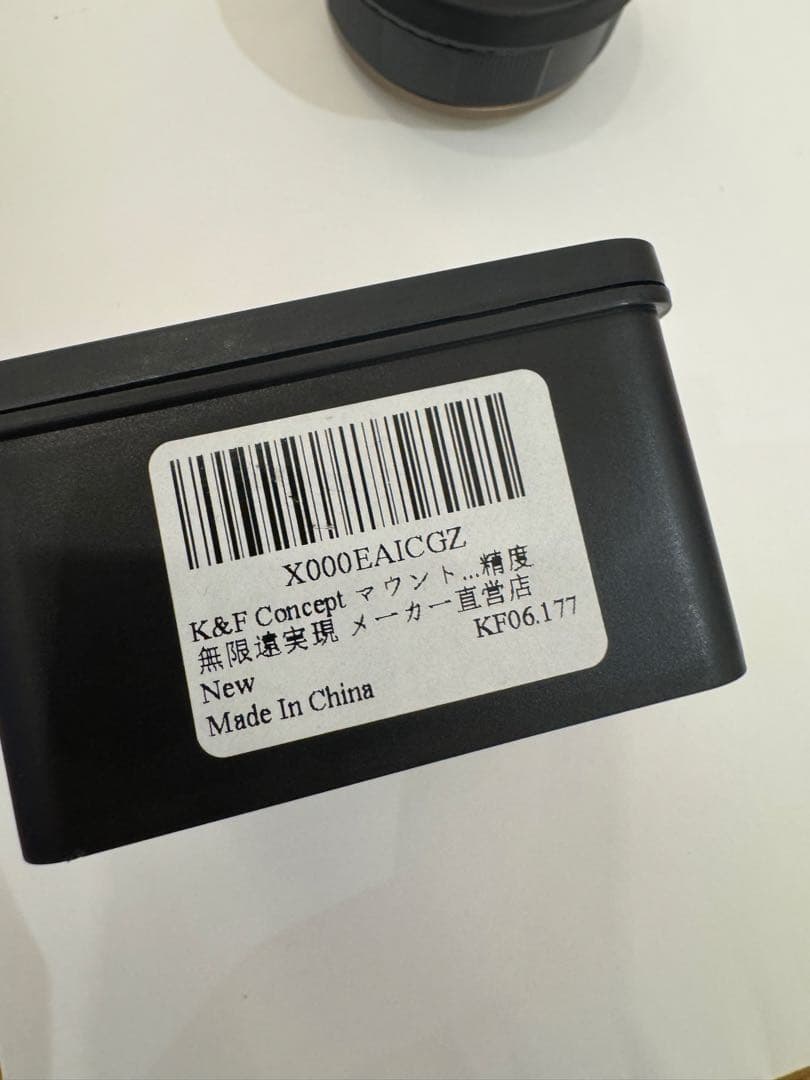 X000EAICGZ
K&F Concept マウント...精度
無限遠実現 メーカー直営店
KF06.177
New
Made In China